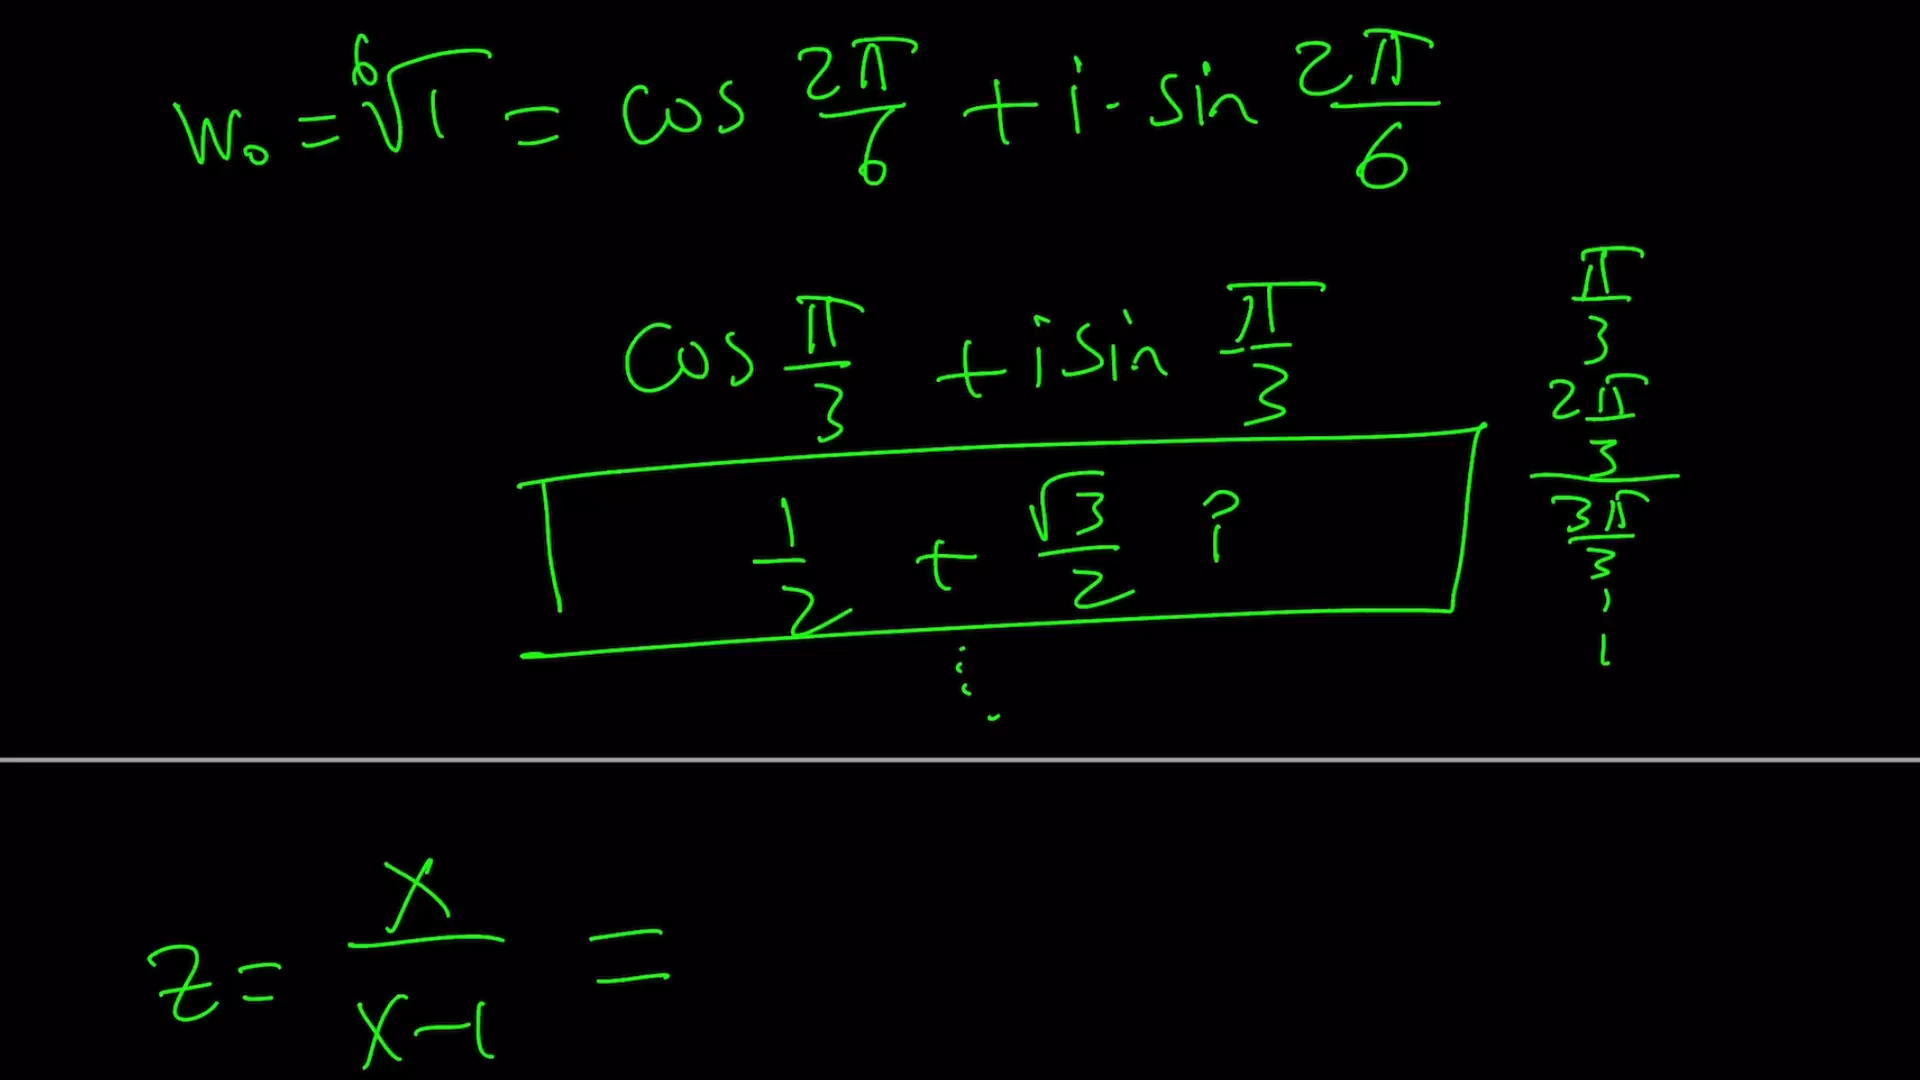 w₀ = ⁶√1 = cos 2π/6 + i · sin 2π/6
cos π/3 + i sin π/3
1/2 + √3/2 ?
⋮
π/3
2π/3
3π/3
⋮
z = x/(x-1) =